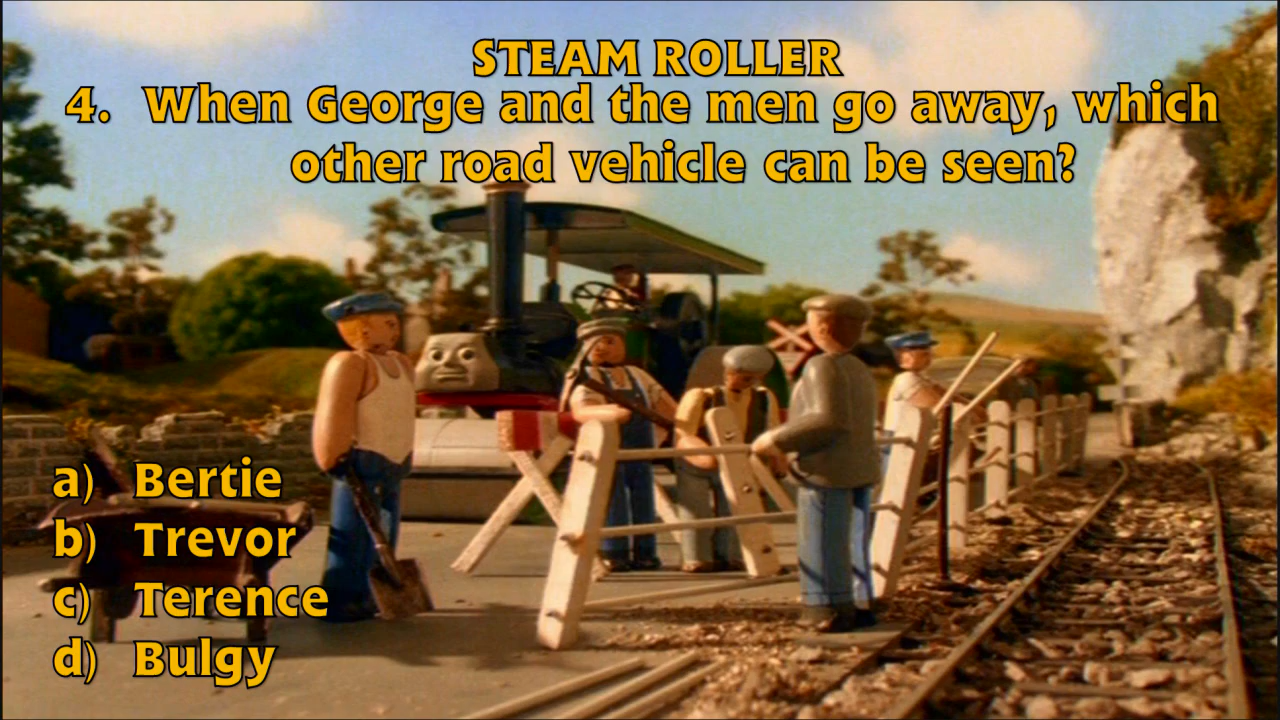 STEAM ROLLER
4. When George and the men go away, which
other road vehicle can be seen?
a) Bertie
b) Trevor
c) Terence
d) Bulgy